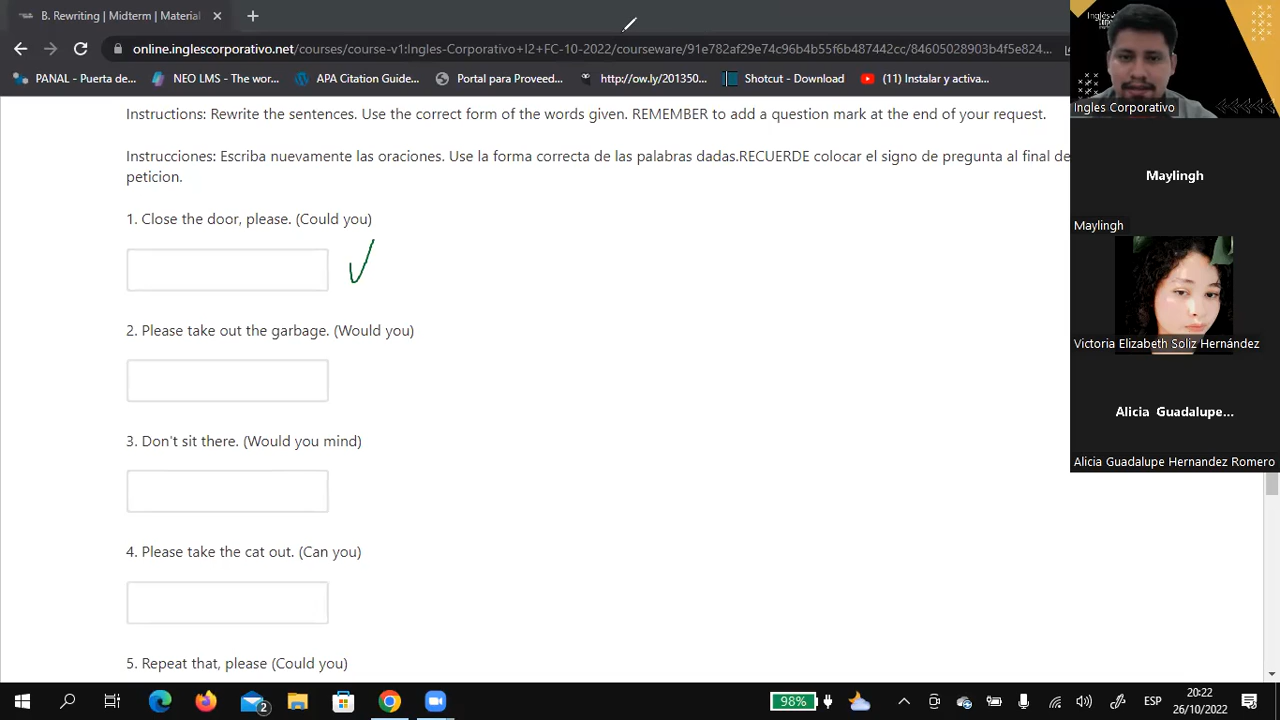 B. Rewriting | Midterm | Material
online.inglescorporativo.net/courses/course-v1:Ingles-Corporativo+I2+FC-10-2022/courseware/91e782af29e74c96b4b55f6b487442cc/84605028903b4f5e824...
PANAL - Puerta de...
NEO LMS - The wor...
APA Citation Guide...
Portal para Proveed...
http://ow.ly/201350...
Shotcut - Download
(11) Instalar y activa...
Instructions: Rewrite the sentences. Use the correct form of the words given. REMEMBER to add a question mark at the end of your request.
Instrucciones: Escriba nuevamente las oraciones. Use la forma correcta de las palabras dadas.RECUERDE colocar el signo de pregunta al final de
peticion.
1. Close the door, please. (Could you)
2. Please take out the garbage. (Would you)
3. Don't sit there. (Would you mind)
4. Please take the cat out. (Can you)
5. Repeat that, please (Could you)
Ingles Corporativo
Maylingh
Maylingh
Victoria Elizabeth Soliz Hernández
Alicia Guadalupe...
Alicia Guadalupe Hernandez Romero
2
98%
ESP
20:22
26/10/2022